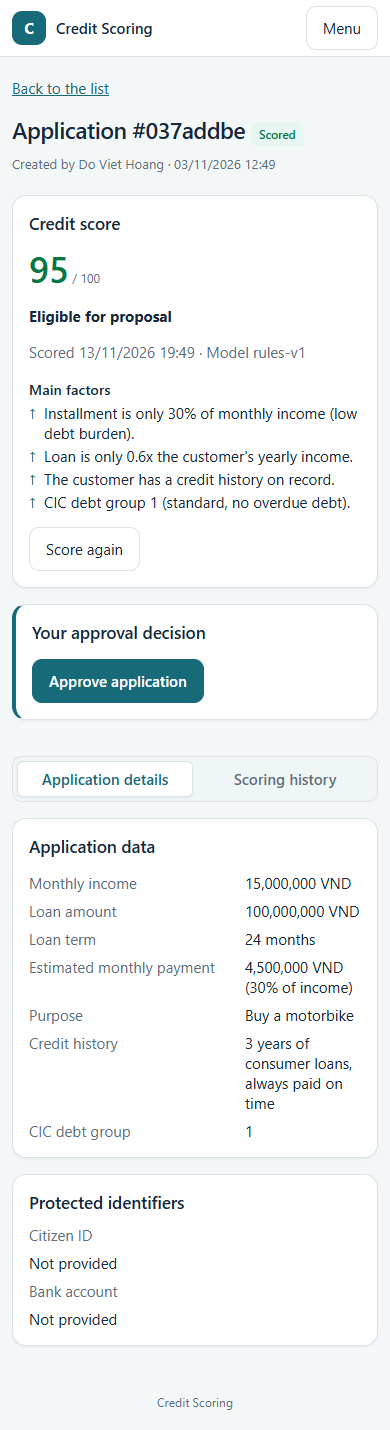 C Credit Scoring Menu
Back to the list
Application #037addbe Scored
Created by Do Viet Hoang · 03/11/2026 12:49
Credit score
95 / 100
Eligible for proposal
Scored 13/11/2026 19:49 · Model rules-v1
Main factors
↑ Installment is only 30% of monthly income (low
debt burden).
↑ Loan is only 0.6x the customer's yearly income.
↑ The customer has a credit history on record.
↑ CIC debt group 1 (standard, no overdue debt).
Score again
Your approval decision
Approve application
Application details Scoring history
Application data
Monthly income 15,000,000 VND
Loan amount 100,000,000 VND
Loan term 24 months
Estimated monthly payment 4,500,000 VND
(30% of income)
Purpose Buy a motorbike
Credit history 3 years of
consumer loans,
always paid on
time
CIC debt group 1
Protected identifiers
Citizen ID
Not provided
Bank account
Not provided
Credit Scoring